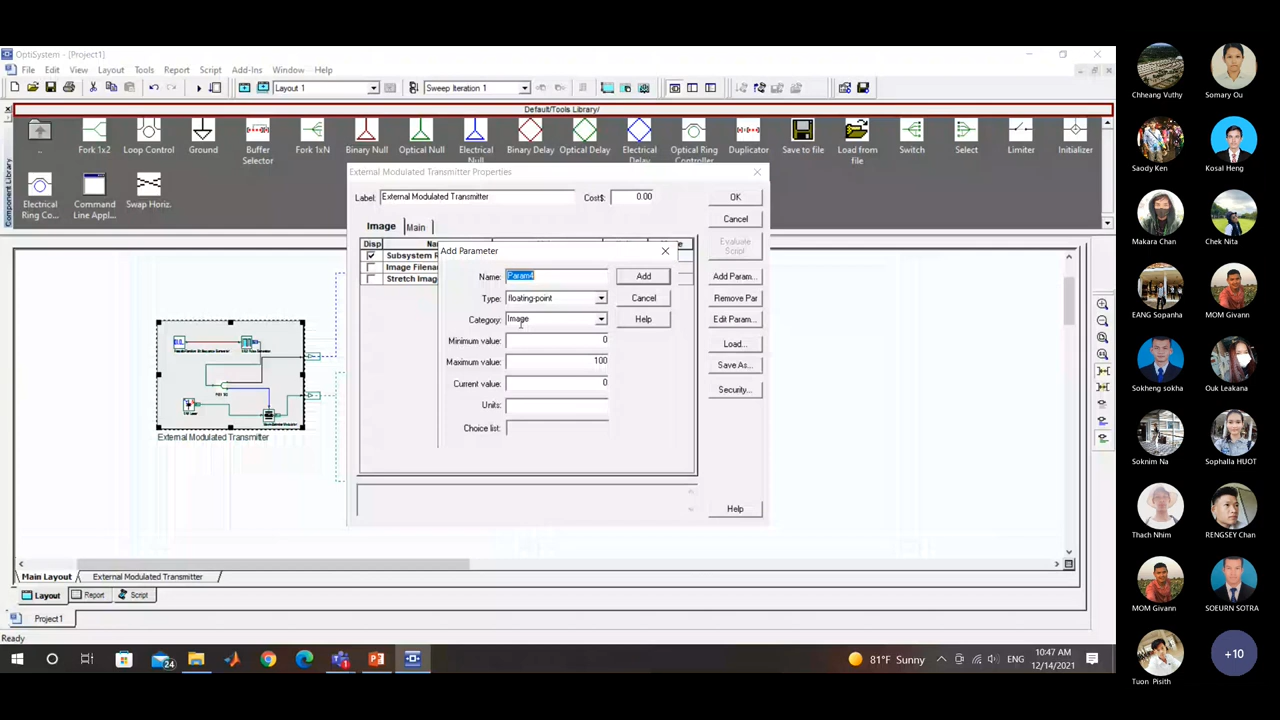 OptiSystem - [Project1]
File Edit View Layout Tools Report Script Add-Ins Window Help
Layout 1
Sweep Iteration 1
Default/Tools Library/
Component Library
..
Fork 1x2
Loop Control
Ground
Buffer Selector
Fork 1xN
Binary Null
Optical Null
Electrical Null
Binary Delay
Optical Delay
Electrical Delay
Optical Ring Controller
Duplicator
Save to file
Load from file
Switch
Select
Limiter
Initializer
Electrical Ring Co...
Command Line Appl...
Swap Horiz.
External Modulated Transmitter Properties
Label: External Modulated Transmitter
Cost$: 0.00
OK
Cancel
Evaluate Script
Add Param...
Remove Par
Edit Param...
Load...
Save As...
Security...
Help
Image
Main
Disp
Subsystem
Image Filenam
Stretch Imag
Add Parameter
Name: Param4
Add
Type: floating-point
Cancel
Category: Image
Help
Minimum value: 0
Maximum value: 100
Current value: 0
Units:
Choice list:
External Modulated Transmitter
Main Layout
External Modulated Transmitter
Layout
Report
Script
Project1
Ready
24
81°F Sunny
ENG
10:47 AM
12/14/2021
Chheang Vuthy
Somary Ou
Saody Ken
Kosal Heng
Makara Chan
Chek Nita
EANG Sopanha
MOM Givann
Sokheng sokha
Ouk Leakana
Soknim Na
Sophalla HUOT
Thach Nhim
RENGSEY Chan
MOM Givann
SOEURN SOTRA
Tuon Pisith
+10